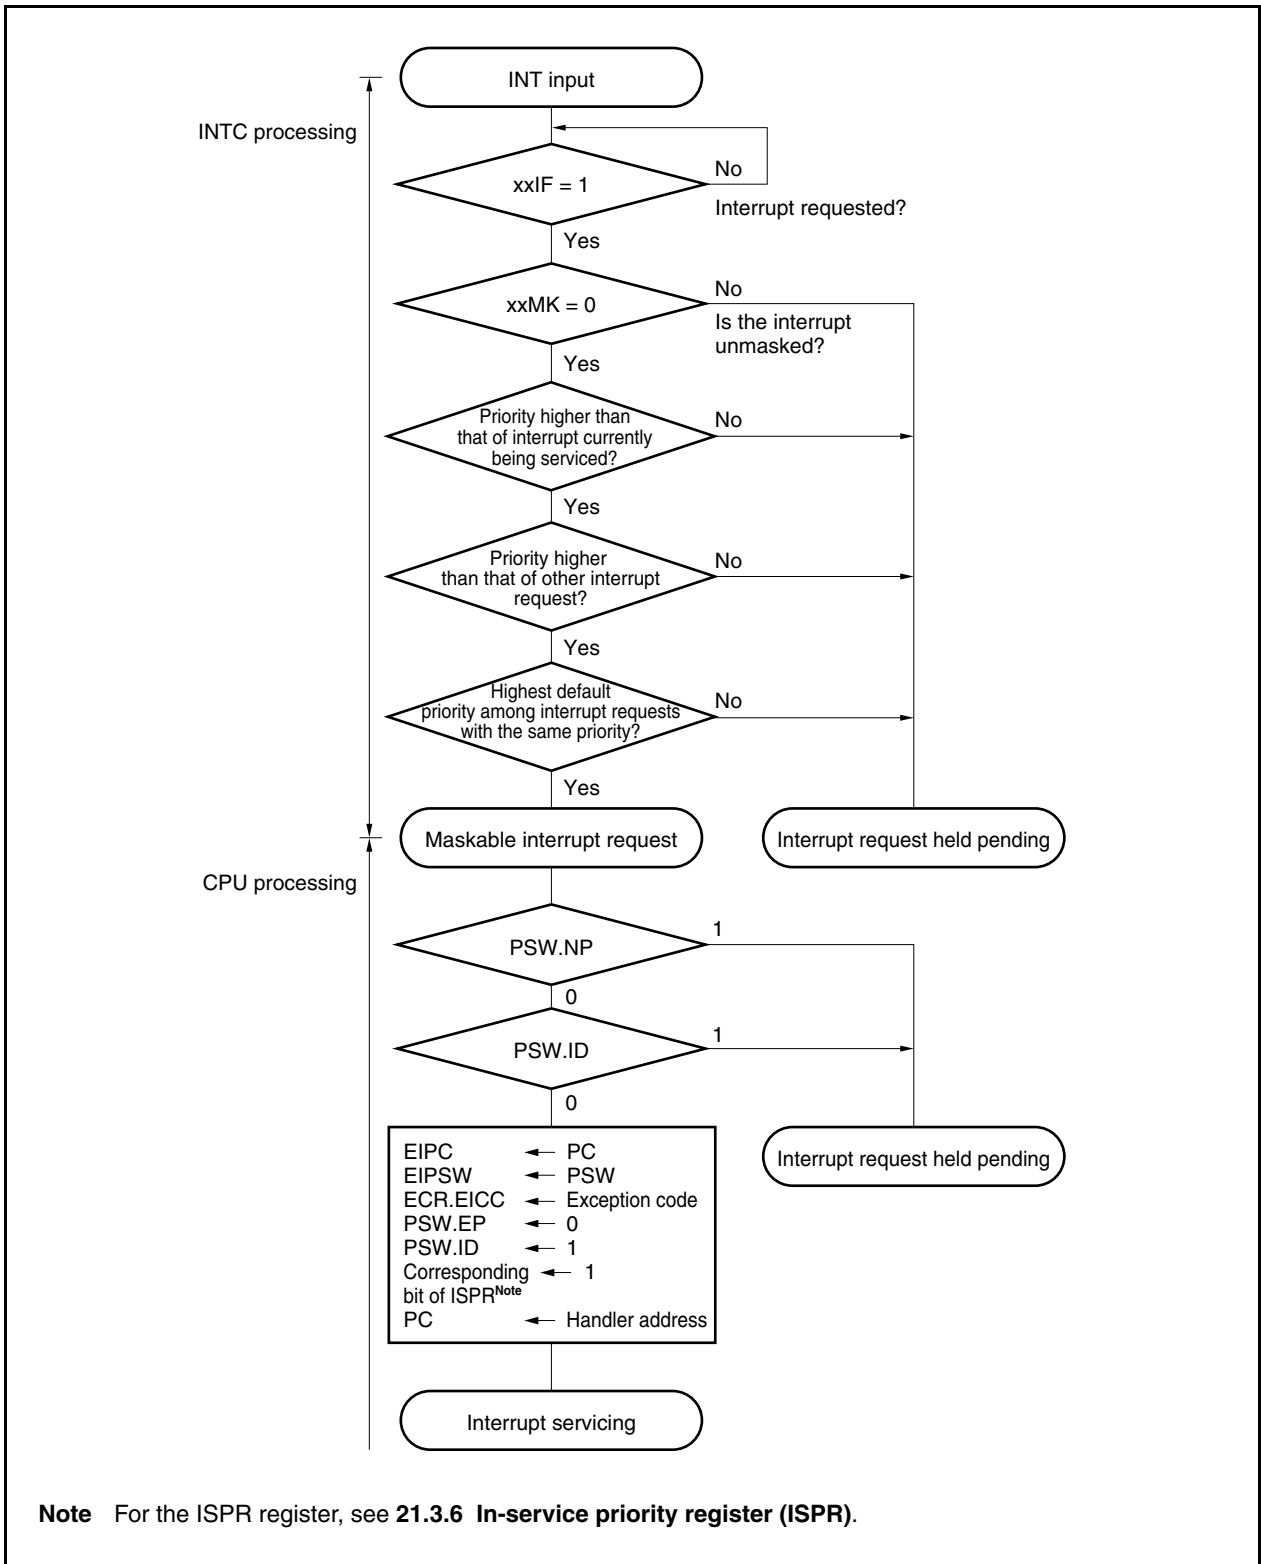 INT input
INTC processing
xxIF = 1
No
Interrupt requested?
Yes
xxMK = 0
No
Is the interrupt
unmasked?
Yes
Priority higher than
that of interrupt currently
being serviced?
No
Yes
Priority higher
than that of other interrupt
request?
No
Yes
Highest default
priority among interrupt requests
with the same priority?
No
Yes
Maskable interrupt request
Interrupt request held pending
CPU processing
PSW.NP
1
0
PSW.ID
1
0
EIPC ← PC
EIPSW ← PSW
ECR.EICC ← Exception code
PSW.EP ← 0
PSW.ID ← 1
Corresponding ← 1
bit of ISPRNote
PC ← Handler address
Interrupt request held pending
Interrupt servicing
Note For the ISPR register, see 21.3.6 In-service priority register (ISPR).